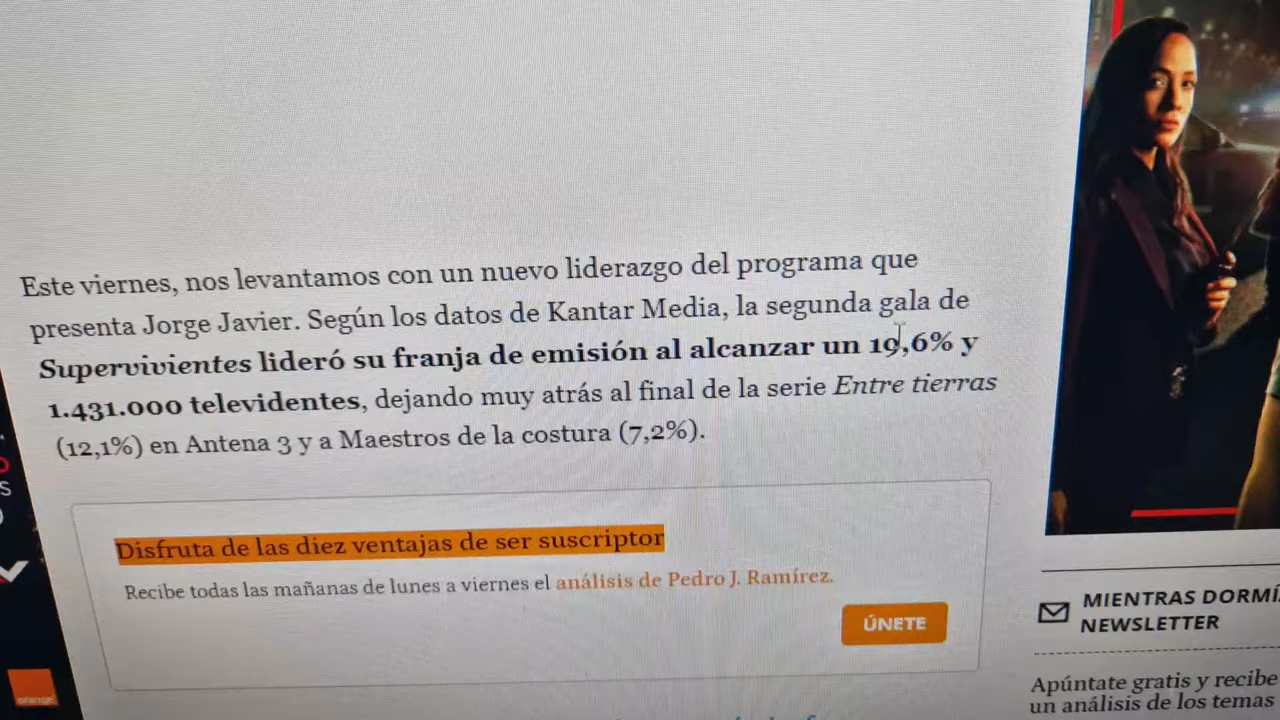 Este viernes, nos levantamos con un nuevo liderazgo del programa que
presenta Jorge Javier. Según los datos de Kantar Media, la segunda gala de
Supervivientes lideró su franja de emisión al alcanzar un 19,6% y
1.431.000 televidentes, dejando muy atrás al final de la serie Entre tierras
(12,1%) en Antena 3 y a Maestros de la costura (7,2%).
Disfruta de las diez ventajas de ser suscriptor
Recibe todas las mañanas de lunes a viernes el análisis de Pedro J. Ramírez.
ÚNETE
orange
MIENTRAS DORMÍ
NEWSLETTER
Apúntate gratis y recibe
un análisis de los temas